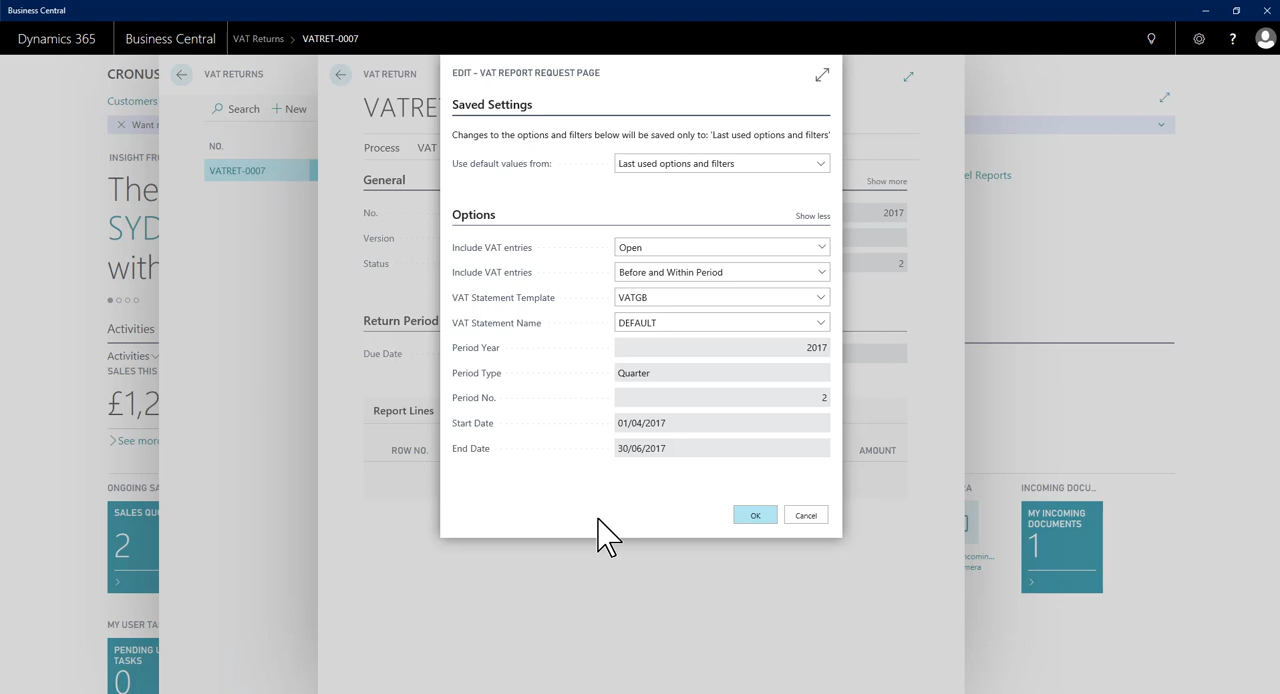 Business Central
Dynamics 365
Business Central
VAT Returns > VATRET-0007
?
CRONUS
VAT RETURNS
VAT RETURN
EDIT - VAT REPORT REQUEST PAGE
Customers
Search
+ New
VATRE
Saved Settings
Want
Changes to the options and filters below will be saved only to: 'Last used options and filters'
NO.
Process
VAT
INSIGHT FR
VATRET-0007
Use default values from:
Last used options and filters
The
General
Show more
el Reports
SYD
No.
2017
Options
Show less
with
Version
Include VAT entries
Open
Status
2
Include VAT entries
Before and Within Period
VAT Statement Template
VATGB
Activities
Return Period
VAT Statement Name
DEFAULT
Activities
Due Date
Period Year
2017
SALES THIS
Period Type
Quarter
£1,2
Period No.
2
Report Lines
Start Date
01/04/2017
>See more
ROW NO.
End Date
30/06/2017
AMOUNT
ONGOING SA
INCOMING DOCU...
SALES QUO
OK
Cancel
MY INCOMING
DOCUMENTS
2
1
ncomin...
mera
MY USER TA
PENDING U
TASKS
0